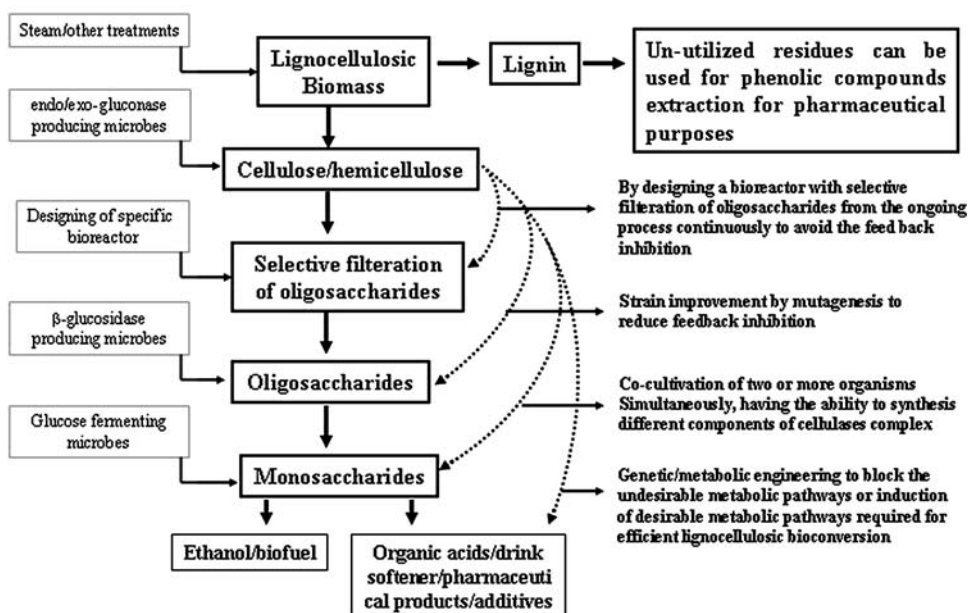 Steam/other treatments
Lignocellulosic
Biomass
Lignin
Un-utilized residues can be
used for phenolic compounds
extraction for pharmaceutical
purposes
endo/exo-gluconase
producing microbes
Cellulose/hemicellulose
By designing a bioreactor with selective
filteration of oligosaccharides from the ongoing
process continuously to avoid the feed back
inhibition
Designing of specific
bioreactor
Selective filteration
of oligosaccharides
Strain improvement by mutagenesis to
reduce feedback inhibition
β-glucosidase
producing microbes
Oligosaccharides
Co-cultivation of two or more organisms
Simultaneously, having the ability to synthesis
different components of cellulases complex
Glucose fermenting
microbes
Monosaccharides
Genetic/metabolic engineering to block the
undesirable metabolic pathways or induction
of desirable metabolic pathways required for
efficient lignocellulosic bioconversion
Ethanol/biofuel
Organic acids/drink
softener/pharmaceuti
cal products/additives